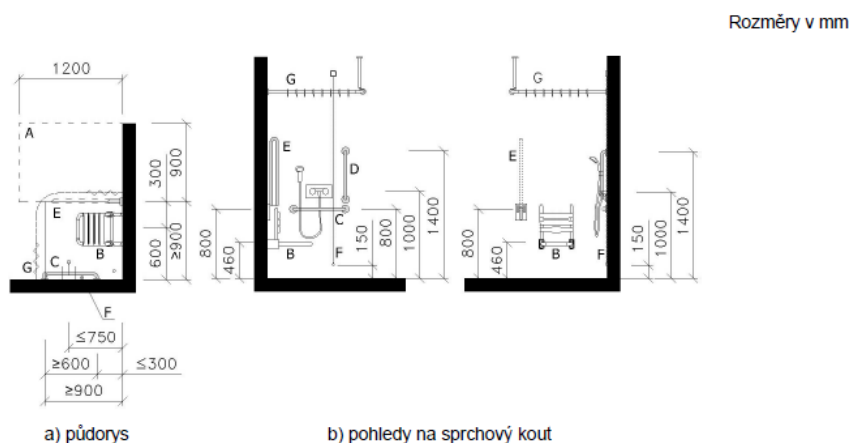 Rozměry v mm
1200
A
300
900
E
B
C
G
600
≥900
F
≤750
≥600
≤300
≥900
G
E
D
C
B
F
800
460
150
800
1000
1400
G
E
B
F
800
460
150
1000
1400
a) půdorys
b) pohledy na sprchový kout